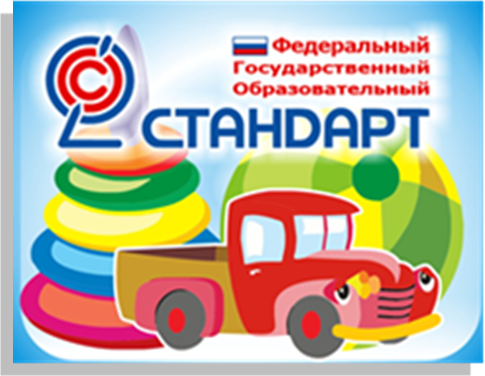 Федеральный
Государственный
Образовательный
СТАНДАРТ